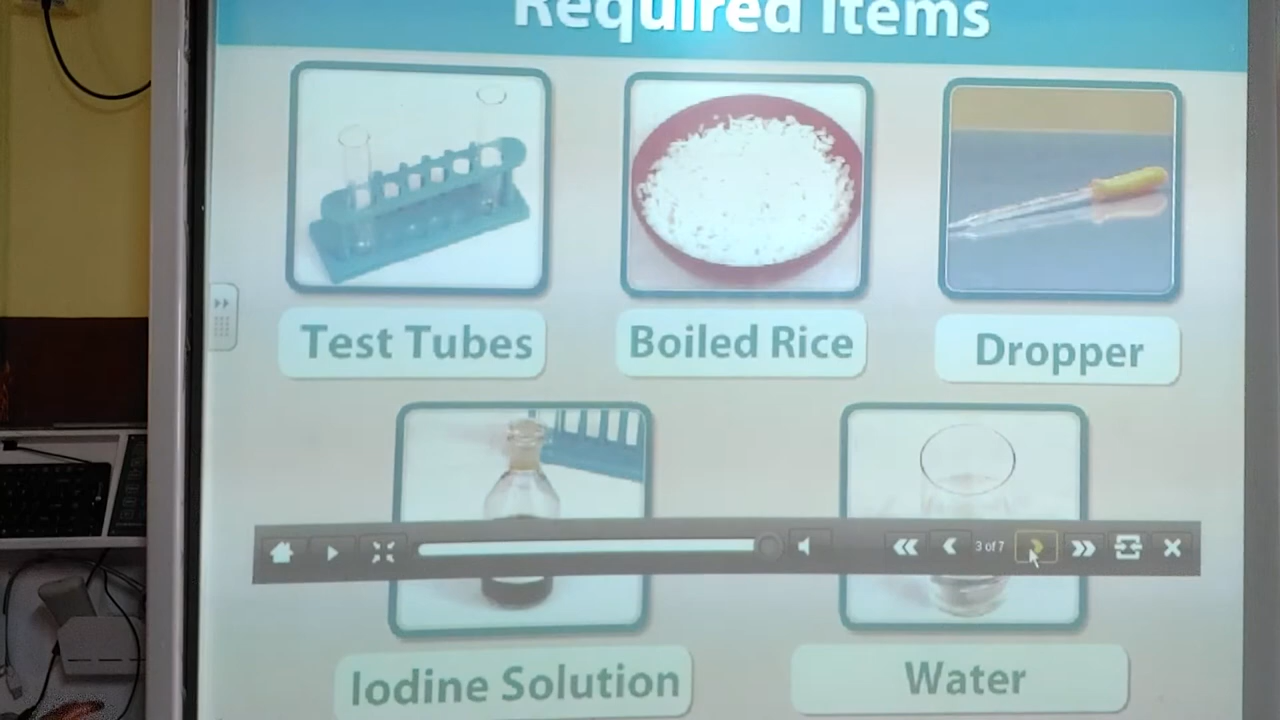 Required Items
Test Tubes
Boiled Rice
Dropper
3 of 7
Iodine Solution
Water